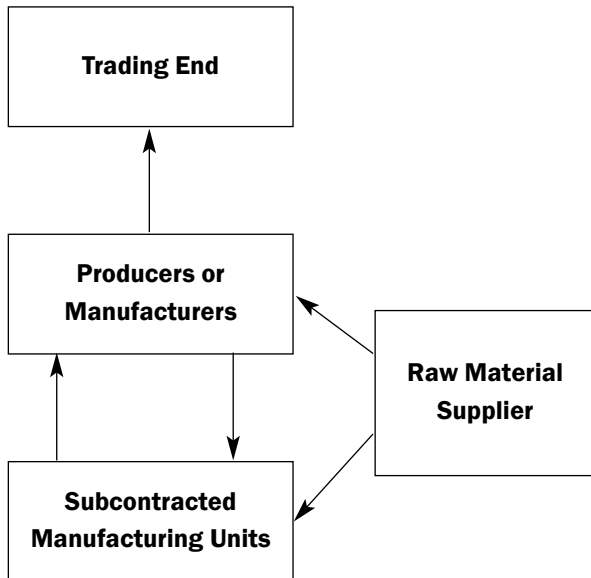 Trading End
Producers or
Manufacturers
Raw Material
Supplier
Subcontracted
Manufacturing Units